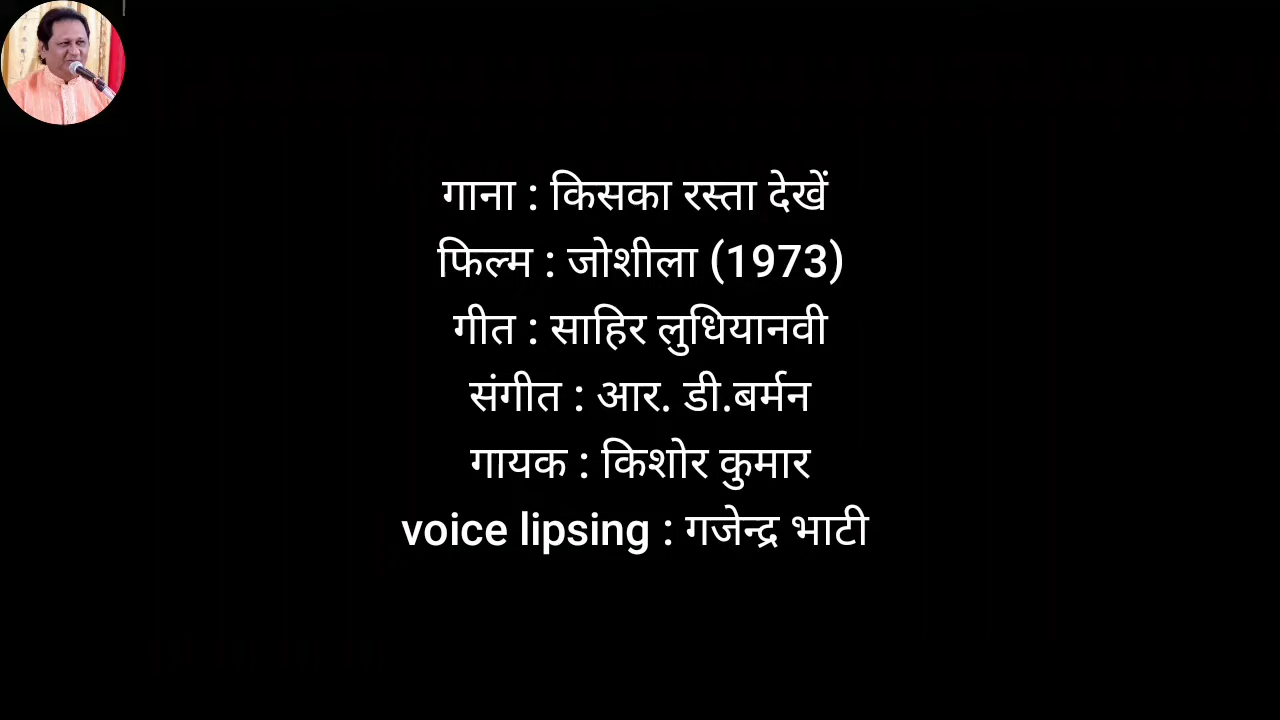 गाना : किसका रस्ता देखें
फिल्म : जोशीला (1973)
गीत : साहिर लुधियानवी
संगीत : आर. डी.बर्मन
गायक : किशोर कुमार
voice lipsing : गजेन्द्र भाटी